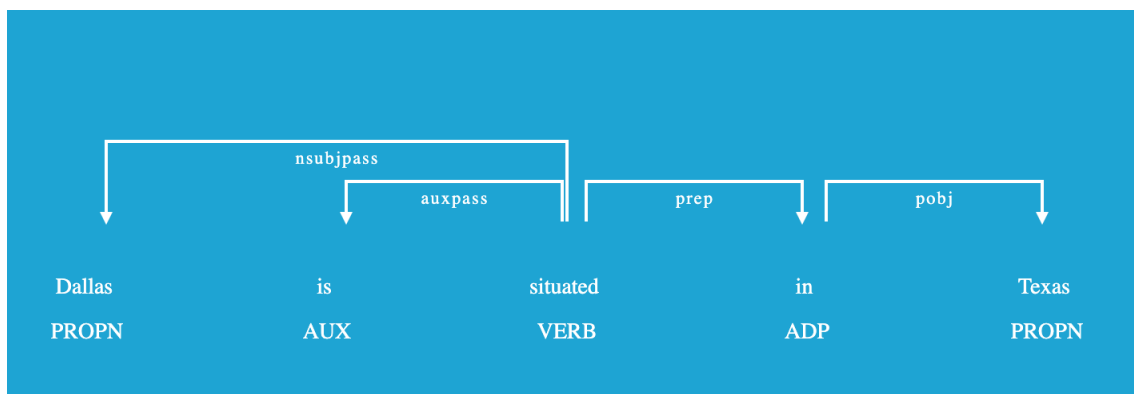 nsubjpass
auxpass prep pobj
Dallas is situated in Texas
PROPN AUX VERB ADP PROPN